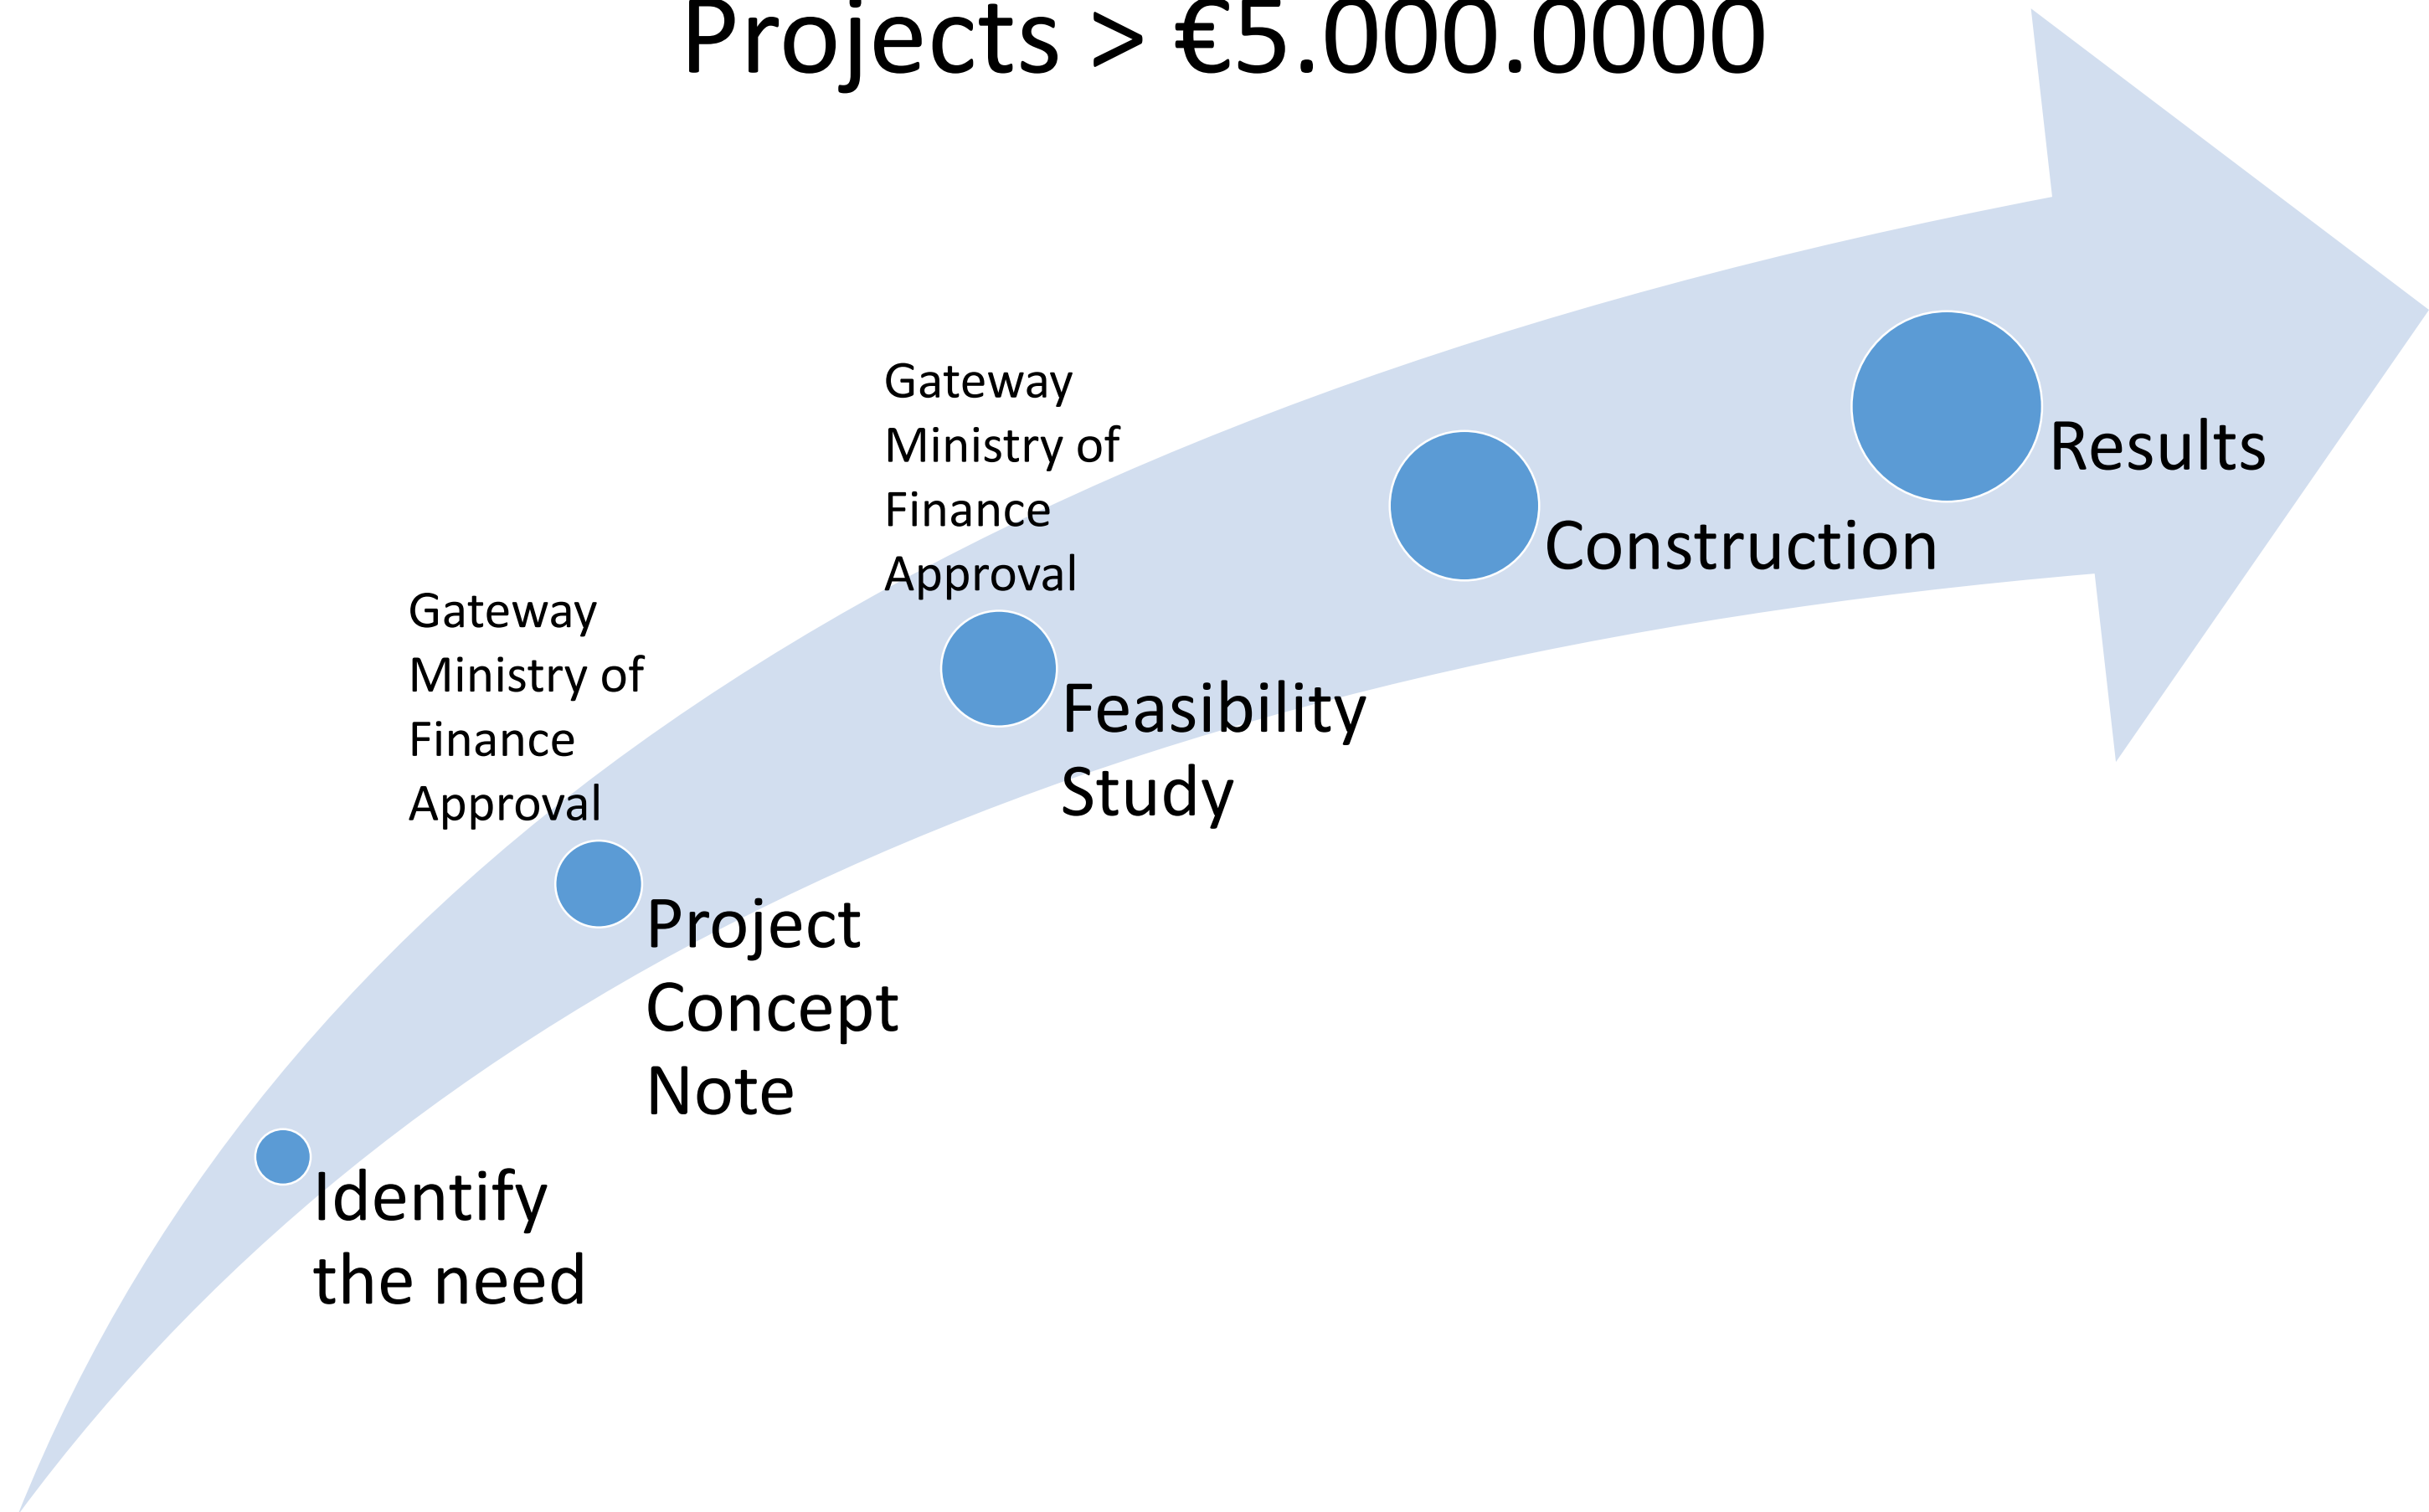 Projects > €5.000.0000
Gateway
Ministry of
Finance
Approval
Results
Construction
Gateway
Ministry of
Finance
Approval
Feasibility
Study
Project
Concept
Note
Identify
the need